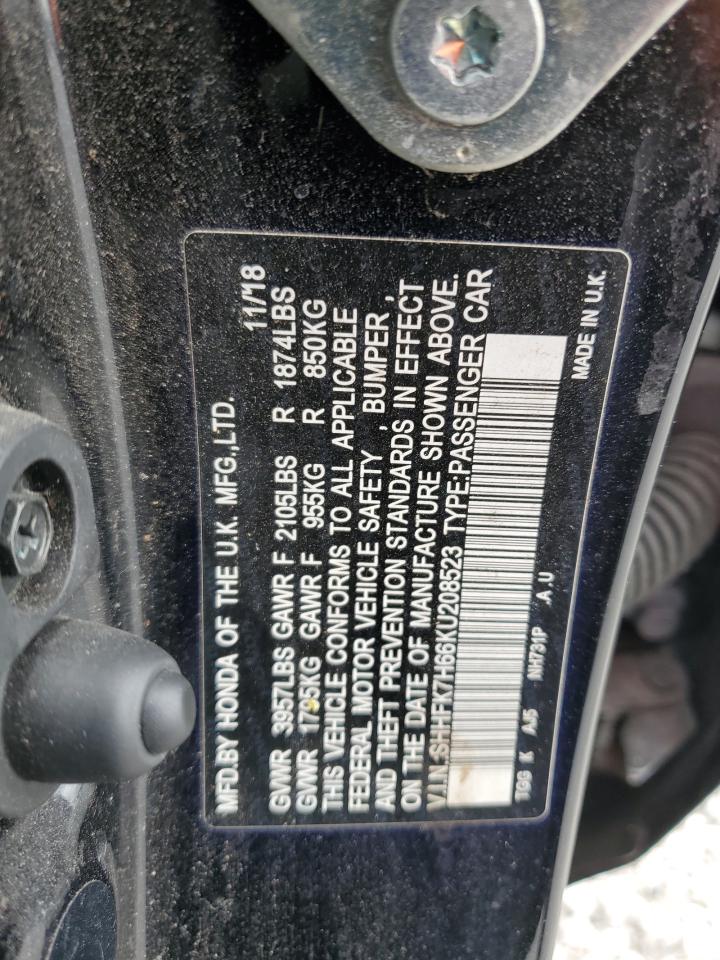 MFD.BY HONDA OF THE U.K. MFG.,LTD. 11/18
GVWR 3957LBS GAWR F 2105LBS R 1874LBS
GVWR 1795KG GAWR F 955KG R 850KG
THIS VEHICLE CONFORMS TO ALL APPLICABLE
FEDERAL MOTOR VEHICLE SAFETY , BUMPER ,
AND THEFT PREVENTION STANDARDS IN EFFECT
ON THE DATE OF MANUFACTURE SHOWN ABOVE.
V.I.N.:SHHFK7H66KU208523 TYPE:PASSENGER CAR
TGG K AJ5 NH731P .A.U
MADE IN U.K.